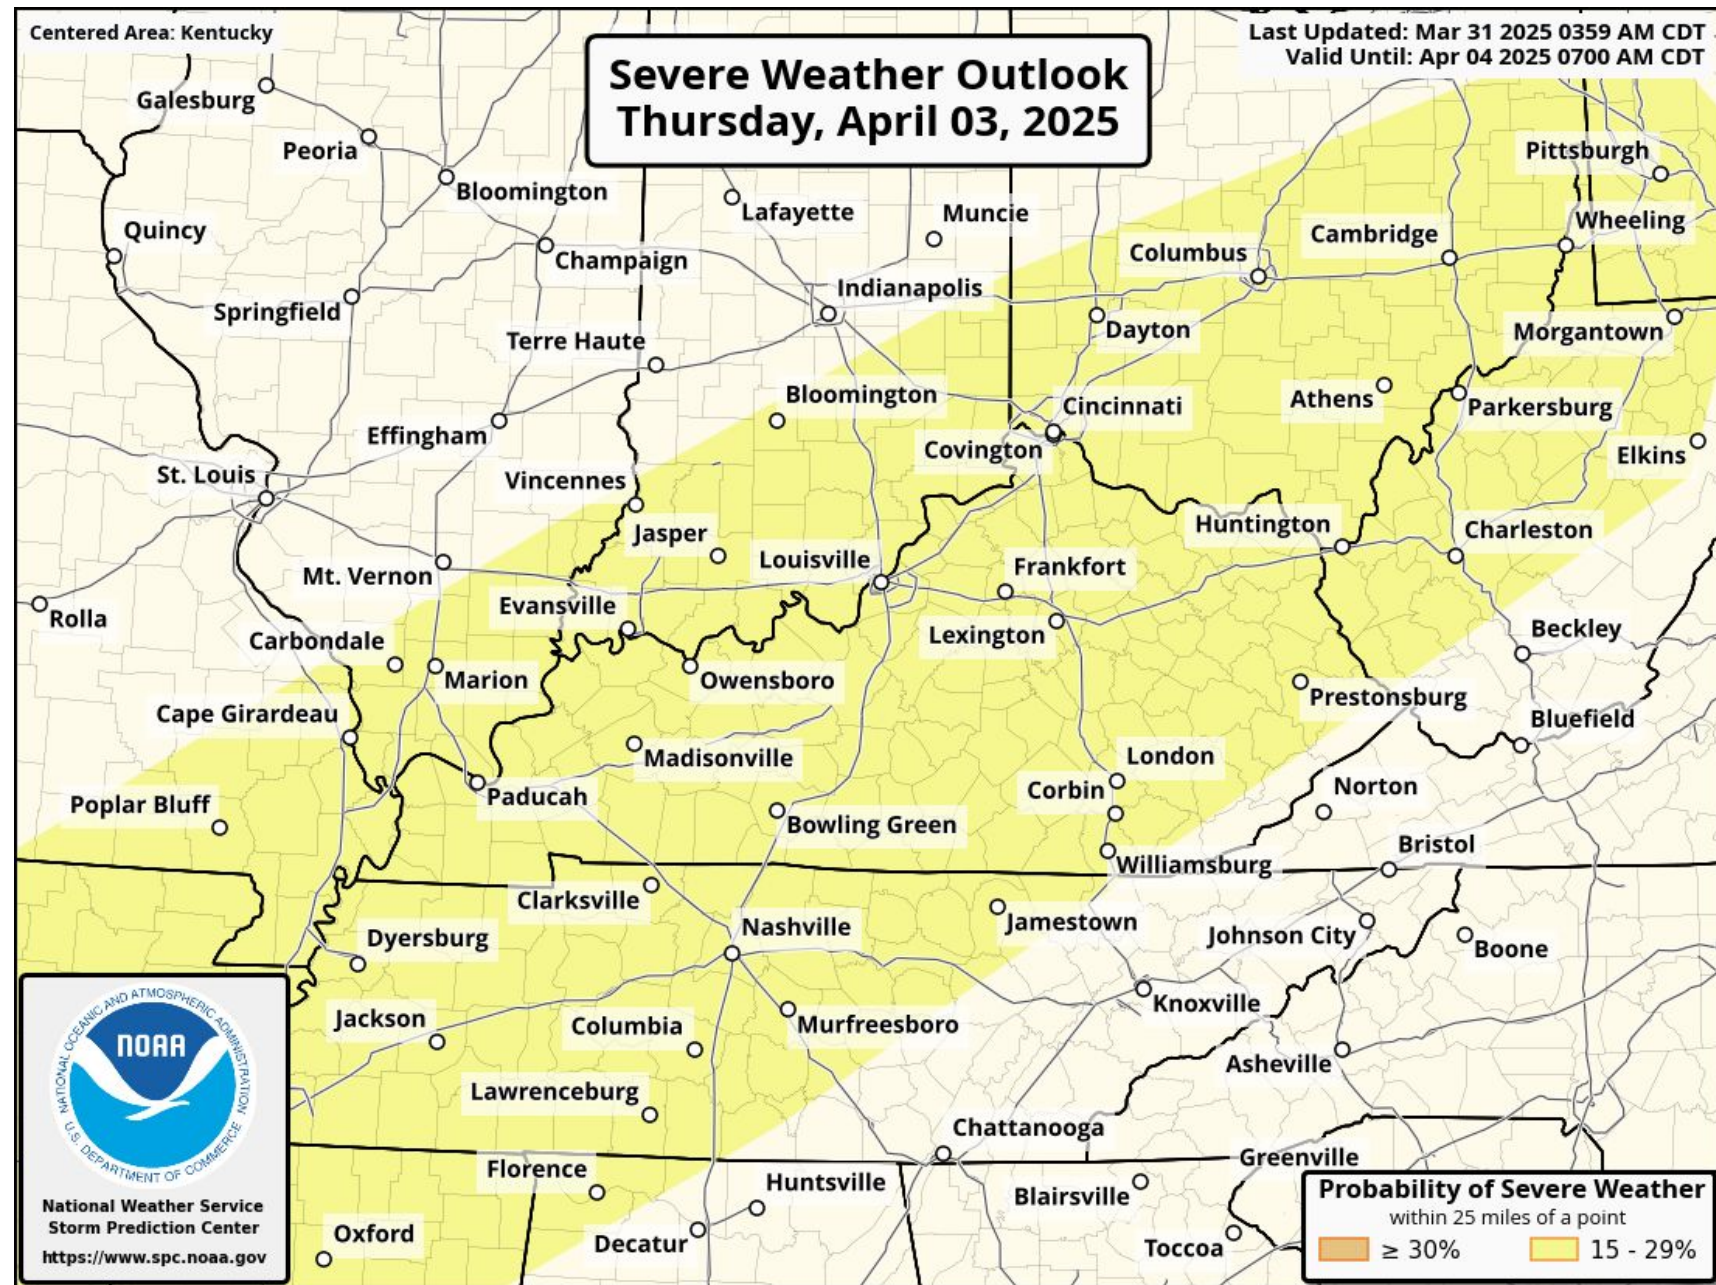 Centered Area: Kentucky
Last Updated: Mar 31 2025 0359 AM CDT
Valid Until: Apr 04 2025 0700 AM CDT
Severe Weather Outlook
Thursday, April 03, 2025
Galesburg
Peoria
Pittsburgh
Bloomington
Lafayette
Muncie
Wheeling
Quincy
Cambridge
Columbus
Champaign
Indianapolis
Springfield
Dayton
Morgantown
Terre Haute
Bloomington
Athens
Cincinnati
Parkersburg
Effingham
Covington
Elkins
St. Louis
Vincennes
Huntington
Charleston
Jasper
Louisville
Frankfort
Mt. Vernon
Evansville
Rolla
Lexington
Beckley
Carbondale
Marion
Owensboro
Prestonsburg
Cape Girardeau
Bluefield
Madisonville
London
Poplar Bluff
Paducah
Corbin
Norton
Bowling Green
Bristol
Williamsburg
Clarksville
Jamestown
Nashville
Dyersburg
Johnson City
Boone
Knoxville
Jackson
Columbia
Murfreesboro
Asheville
Lawrenceburg
Chattanooga
Greenville
Florence
Huntsville
Blairsville
Oxford
Decatur
Toccoa
NATIONAL OCEANIC AND ATMOSPHERIC ADMINISTRATION
NOAA
U.S. DEPARTMENT OF COMMERCE
National Weather Service
Storm Prediction Center
https://www.spc.noaa.gov
Probability of Severe Weather
within 25 miles of a point
≥ 30%
15 - 29%